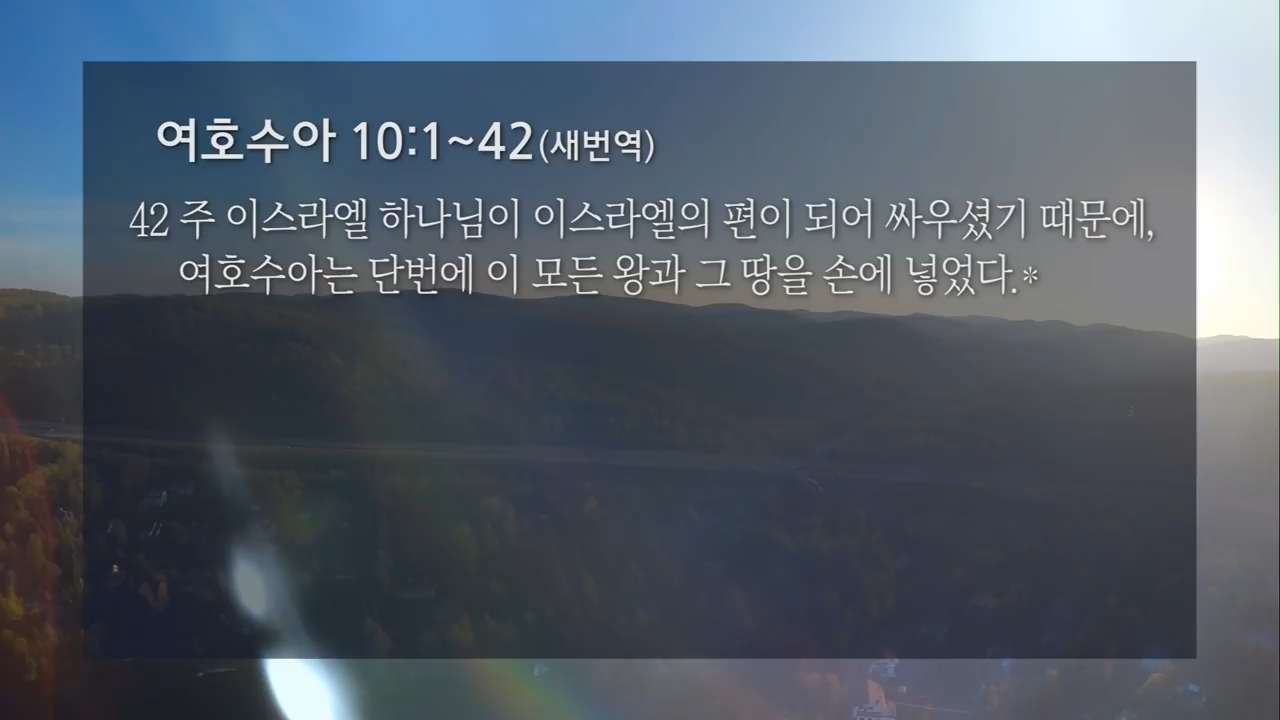 여호수아 10:1~42(새번역)
42 주 이스라엘 하나님이 이스라엘의 편이 되어 싸우셨기 때문에,
여호수아는 단번에 이 모든 왕과 그 땅을 손에 넣었다.*